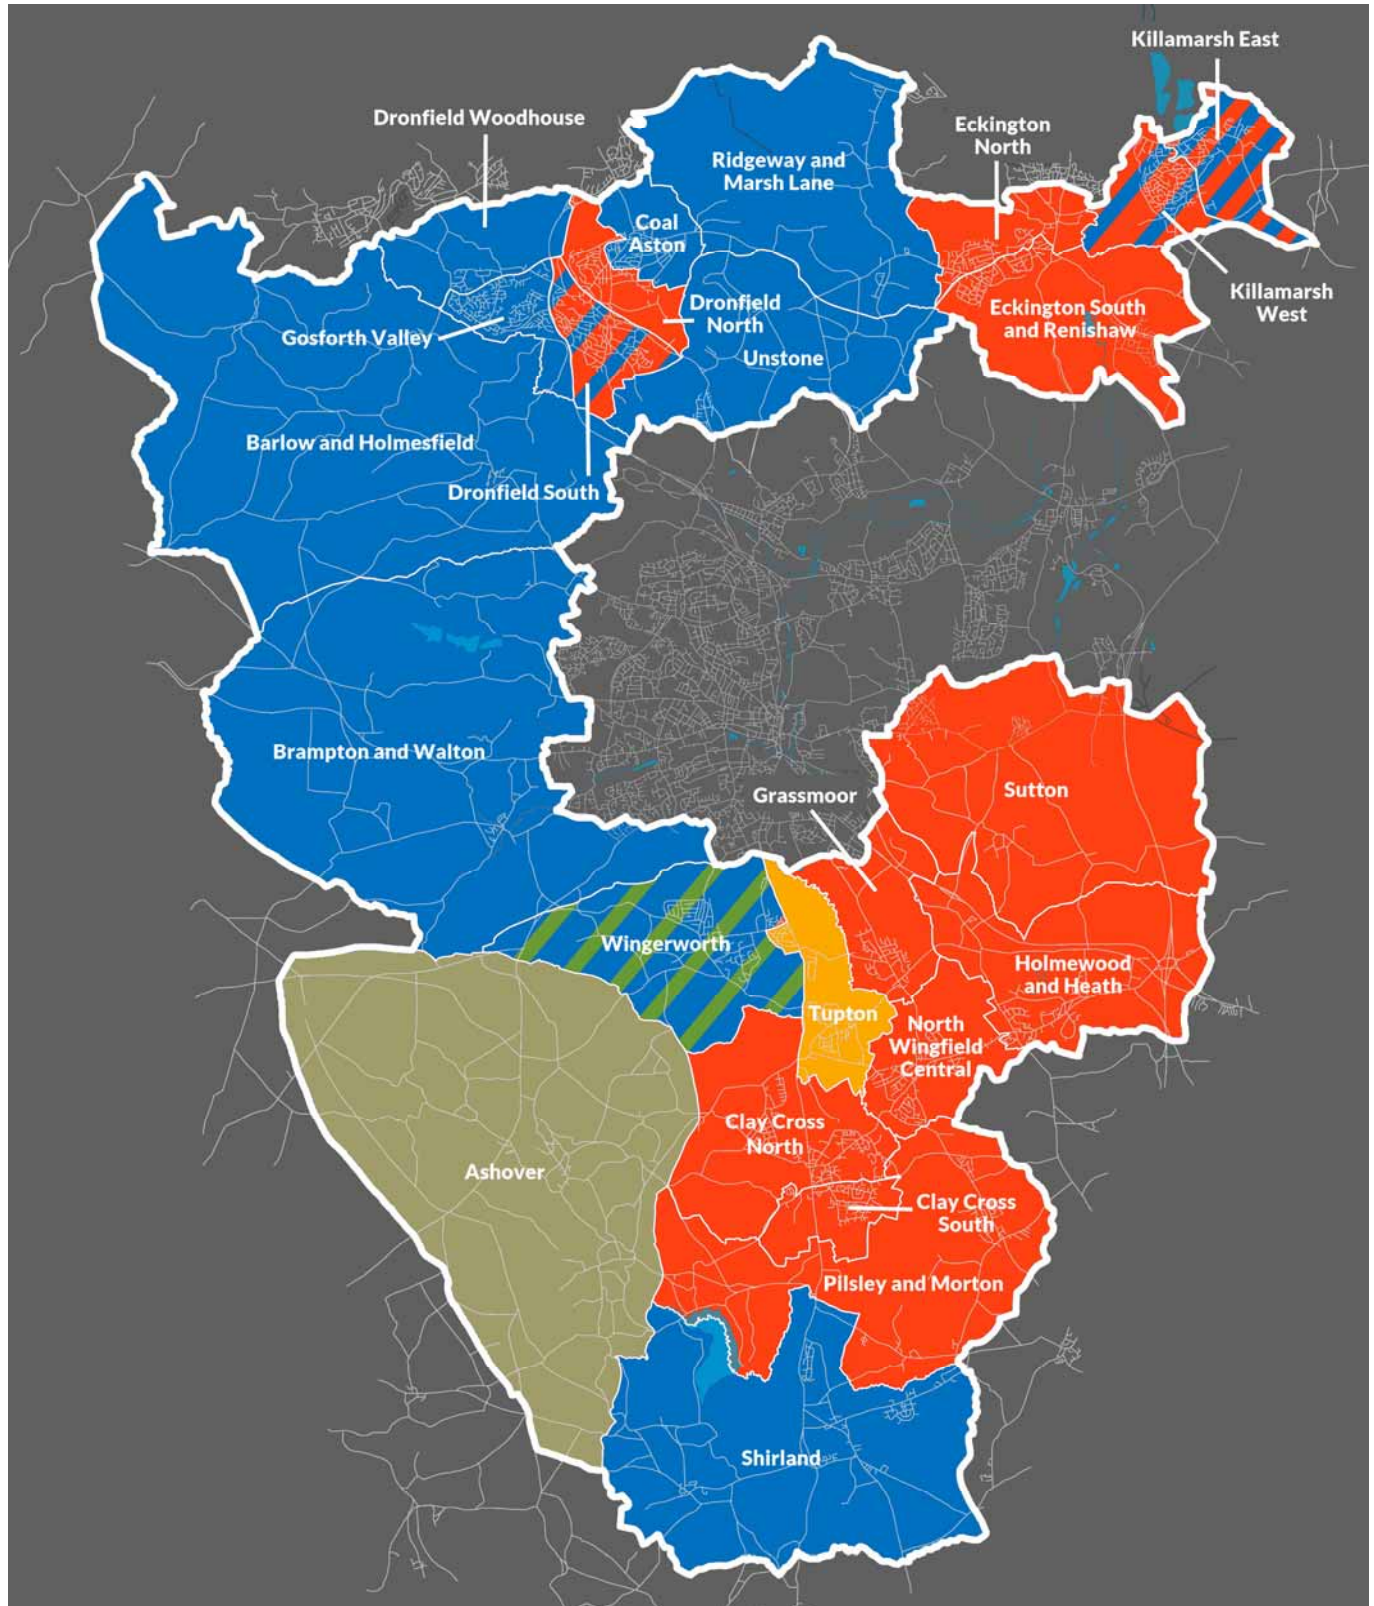 Killamarsh East
Dronfield Woodhouse
Eckington
North
Ridgeway and
Marsh Lane
Coal
Aston
Killamarsh
West
Dronfield
North
Eckington South
and Renishaw
Gosforth Valley
Unstone
Barlow and Holmesfield
Dronfield South
Brampton and Walton
Sutton
Grassmoor
Wingerworth
Holmewood
and Heath
Tupton
North
Wingfield
Central
Clay Cross
North
Ashover
Clay Cross
South
Pilsley and Morton
Shirland